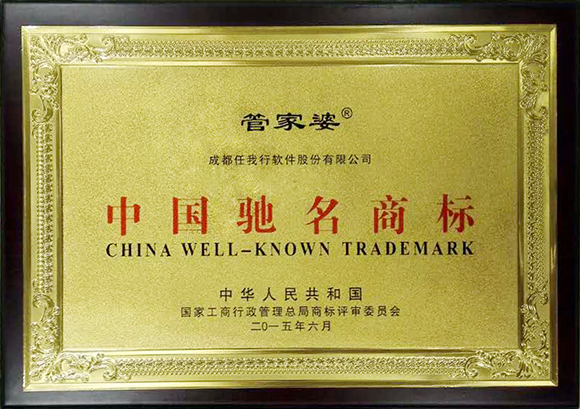 管家婆®
成都任我行软件股份有限公司
中国驰名商标
CHINA WELL-KNOWN TRADEMARK
中华人民共和国
国家工商行政管理总局商标评审委员会
二〇一五年六月